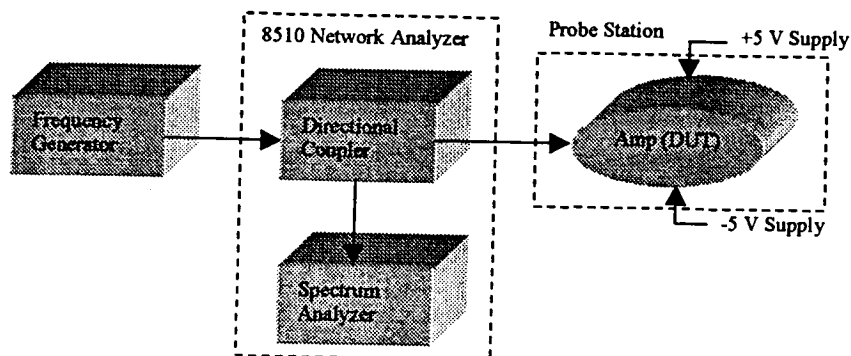 8510 Network Analyzer
Probe Station
+5 V Supply
Frequency
Generator
Directional
Coupler
Amp (DUT)
-5 V Supply
Spectrum
Analyzer